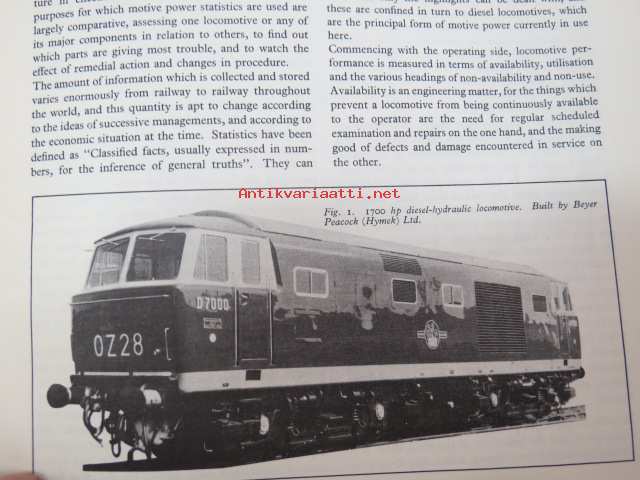 purposes for which motive power statistics are used are
largely comparative, assessing one locomotive or any of
its major components in relation to others, to find out
which parts are giving most trouble, and to watch the
effect of remedial action and changes in procedure.
The amount of information which is collected and stored
varies enormously from railway to railway throughout
the world, and this quantity is apt to change according
to the ideas of successive managements, and according to
the economic situation at the time. Statistics have been
defined as "Classified facts, usually expressed in num-
bers, for the inference of general truths". They can
these are confined in turn to diesel locomotives, which
are the principal form of motive power currently in use
here.
Commencing with the operating side, locomotive per-
formance is measured in terms of availability, utilisation
and the various headings of non-availability and non-use.
Availability is an engineering matter, for the things which
prevent a locomotive from being continuously available
to the operator are the need for regular scheduled
examination and repairs on the one hand, and the making
good of defects and damage encountered in service on
the other.
Antikvariaatti.net
Fig. 1. 1700 hp diesel-hydraulic locomotive. Built by Beyer
Peacock (Hymek) Ltd.
D7000
OZ28